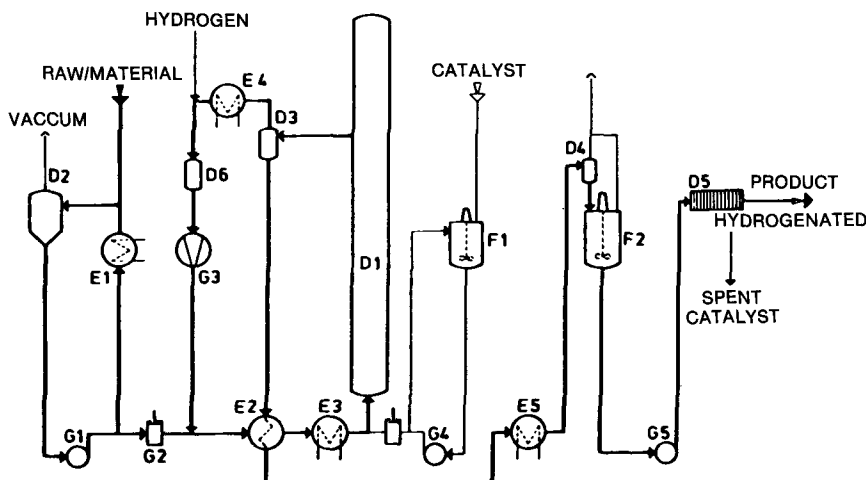 HYDROGEN
RAW/MATERIAL
E4
CATALYST
VACCUM
D3
D4
D2
D6
D5
PRODUCT
HYDROGENATED
F1
F2
E1
G3
D1
SPENT
CATALYST
E2
E3
E5
G1
G2
G4
G5